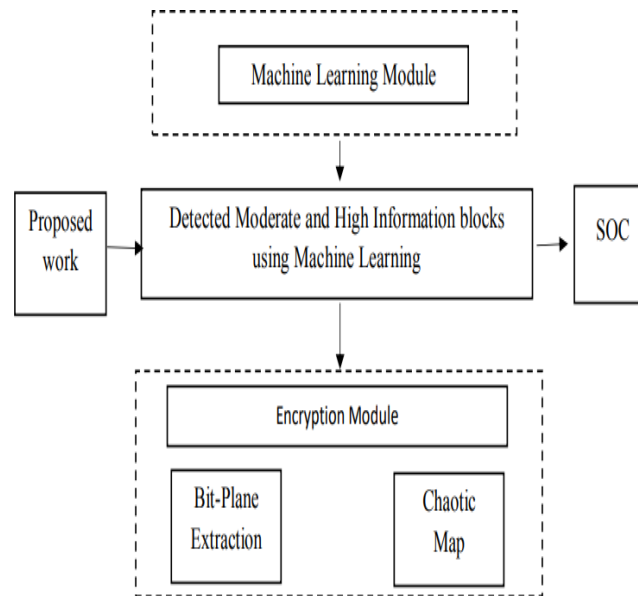 Machine Learning Module
Proposed
work
Detected Moderate and High Information blocks
using Machine Learning
SOC
Encryption Module
Bit-Plane
Extraction
Chaotic
Map